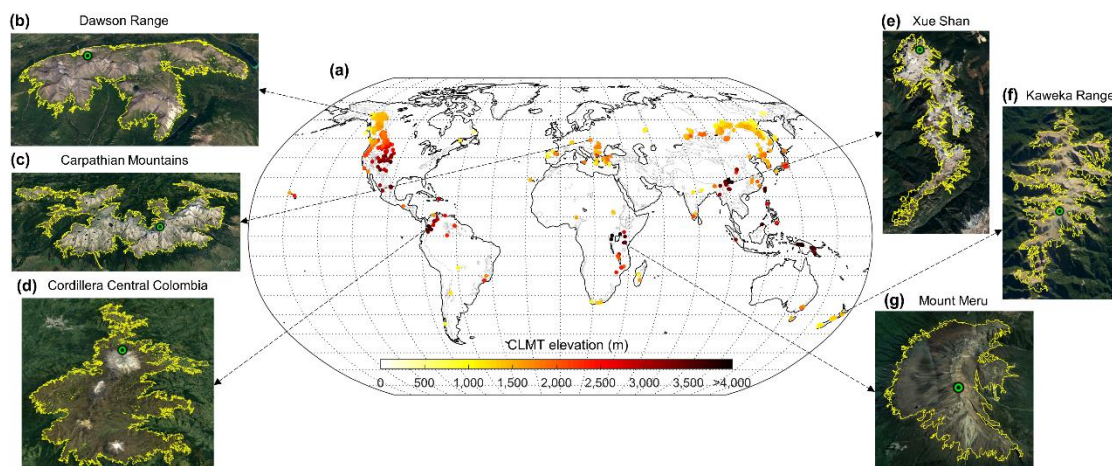 (b)
Dawson Range
(c)
Carpathian Mountains
(d)
Cordillera Central Colombia
(a)
CLMT elevation (m)
0 500 1,000 1,500 2,000 2,500 3,000 3,500 >4,000
(e)
Xue Shan
(f)
Kaweka Range
(g)
Mount Meru